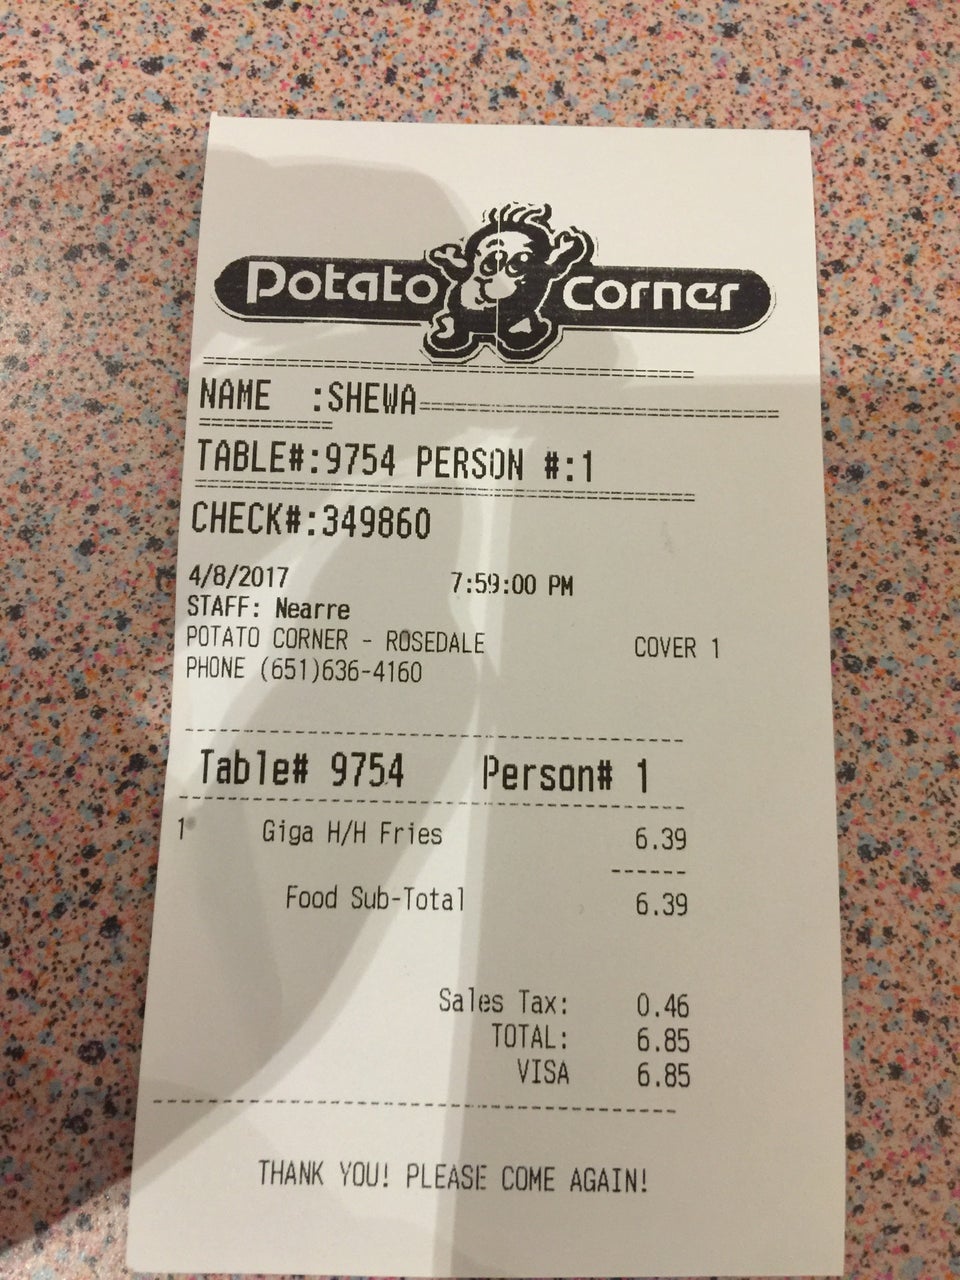 Potato corner
NAME :SHEWA
TABLE#:9754 PERSON #:1
CHECK#:349860
4/8/2017 7:59:00 PM
STAFF: Nearre
POTATO CORNER - ROSEDALE COVER 1
PHONE (651)636-4160
Table# 9754 Person# 1
1 Giga H/H Fries 6.39
Food Sub-Total 6.39
Sales Tax: 0.46
TOTAL: 6.85
VISA 6.85
THANK YOU! PLEASE COME AGAIN!